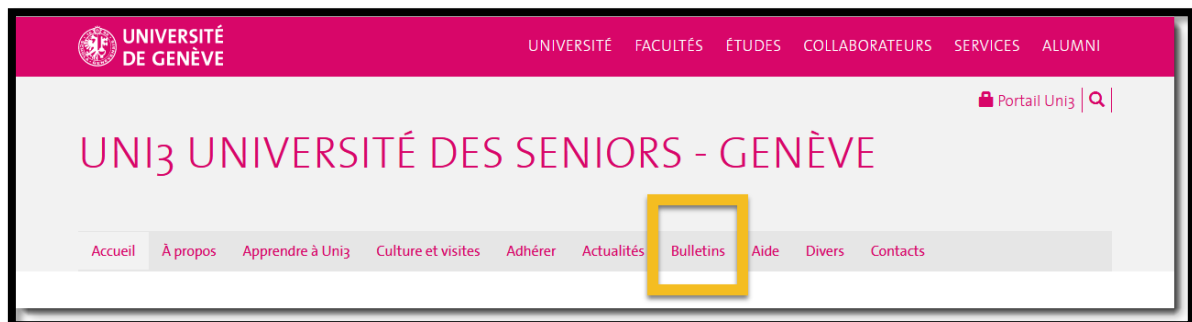 UNIVERSITÉ
DE GENÈVE
UNIVERSITÉ FACULTÉS ÉTUDES COLLABORATEURS SERVICES ALUMNI
Portail Uni3
UNI3 UNIVERSITÉ DES SENIORS - GENÈVE
Accueil À propos Apprendre à Uni3 Culture et visites Adhérer Actualités Bulletins Aide Divers Contacts